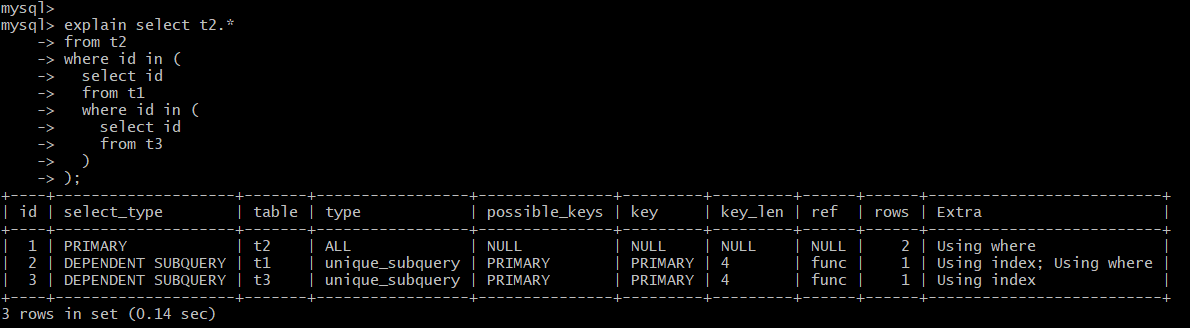 mysql>
mysql> explain select t2.*
    -> from t2
    -> where id in (
    ->   select id
    ->   from t1
    ->   where id in (
    ->     select id
    ->     from t3
    ->   )
    -> );
+----+--------------------+-------+-----------------+---------------+---------+---------+------+------+--------------------------+
| id | select_type        | table | type            | possible_keys | key     | key_len | ref  | rows | Extra                    |
+----+--------------------+-------+-----------------+---------------+---------+---------+------+------+--------------------------+
|  1 | PRIMARY            | t2    | ALL             | NULL          | NULL    | NULL    | NULL |    2 | Using where              |
|  2 | DEPENDENT SUBQUERY | t1    | unique_subquery | PRIMARY       | PRIMARY | 4       | func |    1 | Using index; Using where |
|  3 | DEPENDENT SUBQUERY | t3    | unique_subquery | PRIMARY       | PRIMARY | 4       | func |    1 | Using index              |
+----+--------------------+-------+-----------------+---------------+---------+---------+------+------+--------------------------+
3 rows in set (0.14 sec)